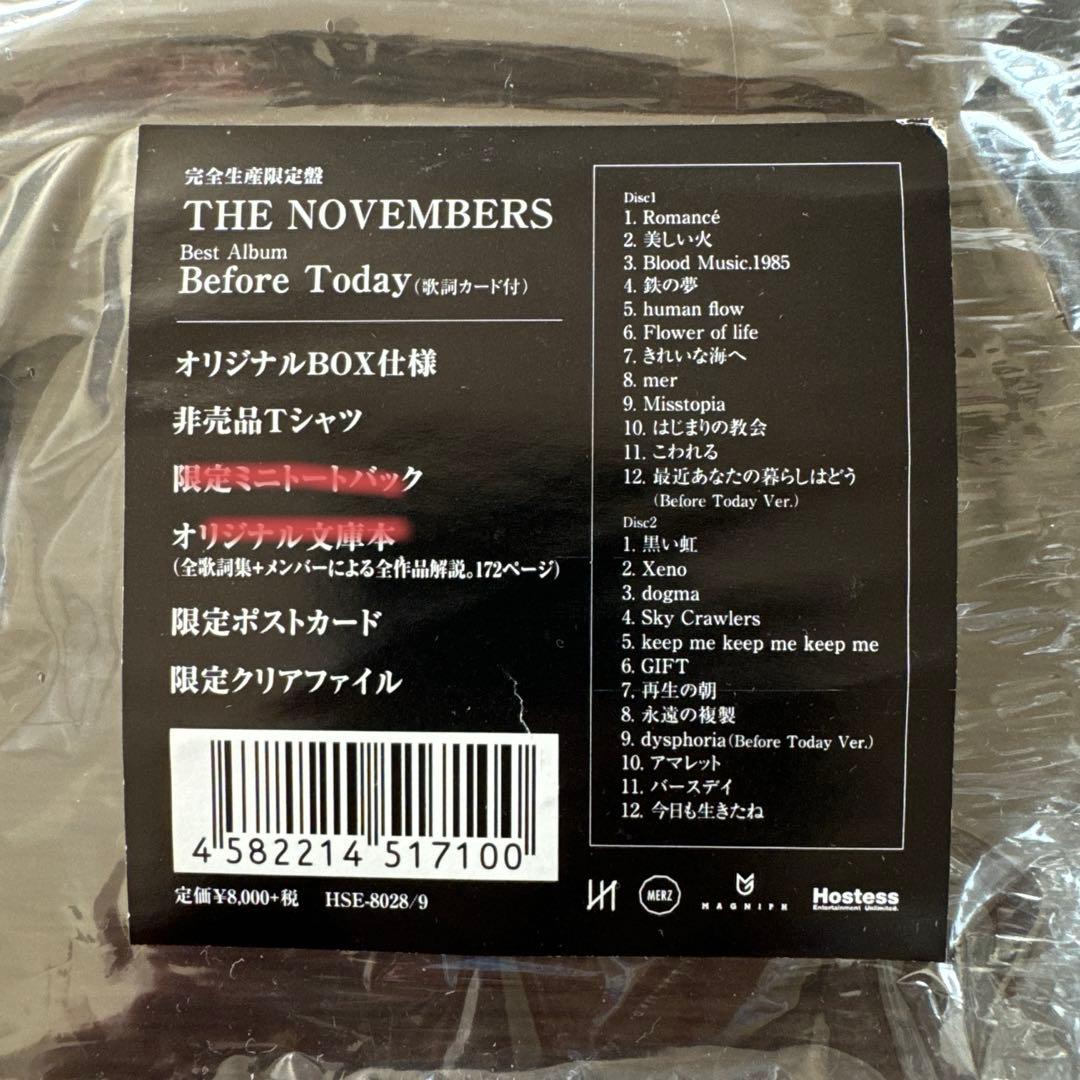 完全生産限定盤
THE NOVEMBERS
Best Album
Before Today(歌詞カード付)
オリジナルBOX仕様
非売品Tシャツ
限定ミニトートバック
オリジナル文庫本
(全歌詞集+メンバーによる全作品解説。172ページ)
限定ポストカード
限定クリアファイル
4 582214 517100
定価¥8,000+税 HSE-8028/9
Disc1
1. Romancé
2. 美しい火
3. Blood Music.1985
4. 鉄の夢
5. human flow
6. Flower of life
7. きれいな海へ
8. mer
9. Misstopia
10. はじまりの教会
11. こわれる
12. 最近あなたの暮らしはどう
(Before Today Ver.)
Disc2
1. 黒い虹
2. Xeno
3. dogma
4. Sky Crawlers
5. keep me keep me keep me
6. GIFT
7. 再生の朝
8. 永遠の複製
9. dysphoria(Before Today Ver.)
10. アマレット
11. バースデイ
12. 今日も生きたね
MERZ
MAGNIPH
Hostess
Entertainment Unlimited.